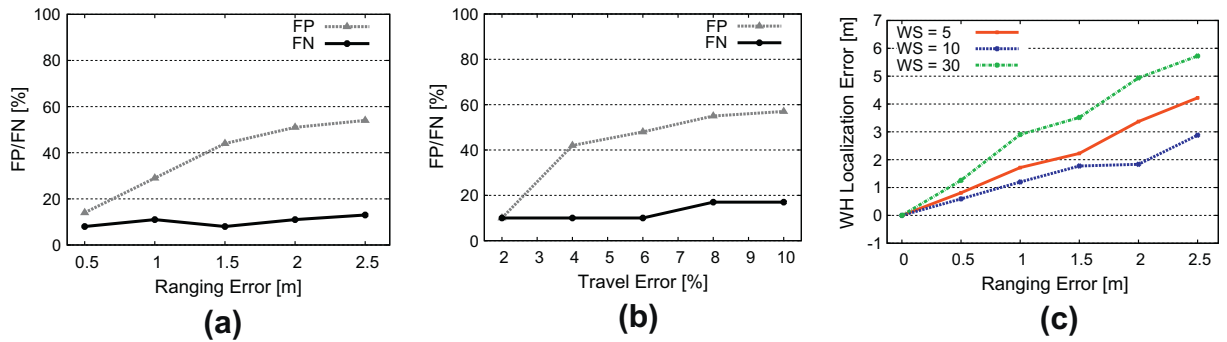 FP/FN [%]
100
80
60
40
20
0
FP
FN
0.5 1 1.5 2 2.5
Ranging Error [m]
(a)
FP/FN [%]
100
80
60
40
20
0
FP
FN
2 3 4 5 6 7 8 9 10
Travel Error [%]
(b)
WH Localization Error [m]
7
6
5
4
3
2
1
0
-1
WS = 5
WS = 10
WS = 30
0 0.5 1 1.5 2 2.5
Ranging Error [m]
(c)